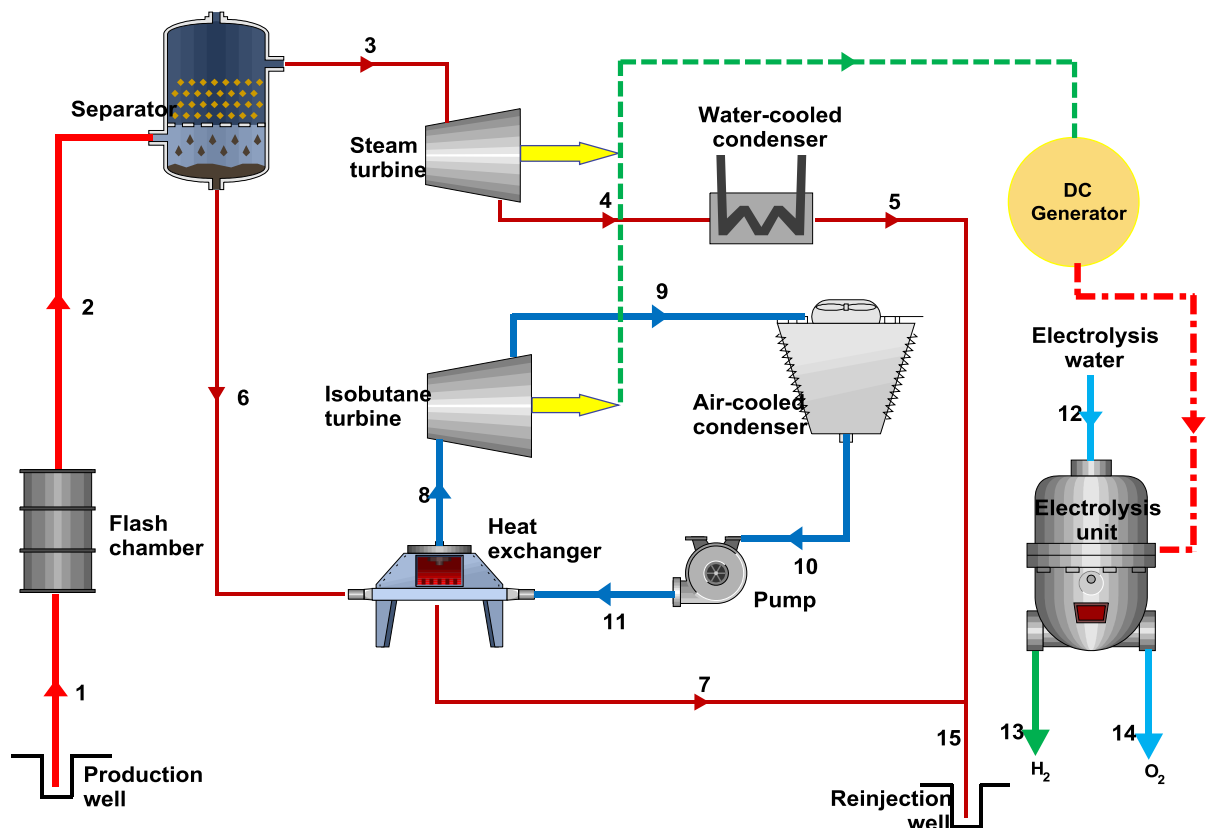 3
Separator
Steam
turbine
Water-cooled
condenser
4
5
DC
Generator
2
6
9
Isobutane
turbine
Air-cooled
condenser
Electrolysis
water
12
8
Heat
exchanger
Flash
chamber
10
Electrolysis
unit
Pump
11
1
7
15
13
14
H2
O2
Production
well
Reinjection
well